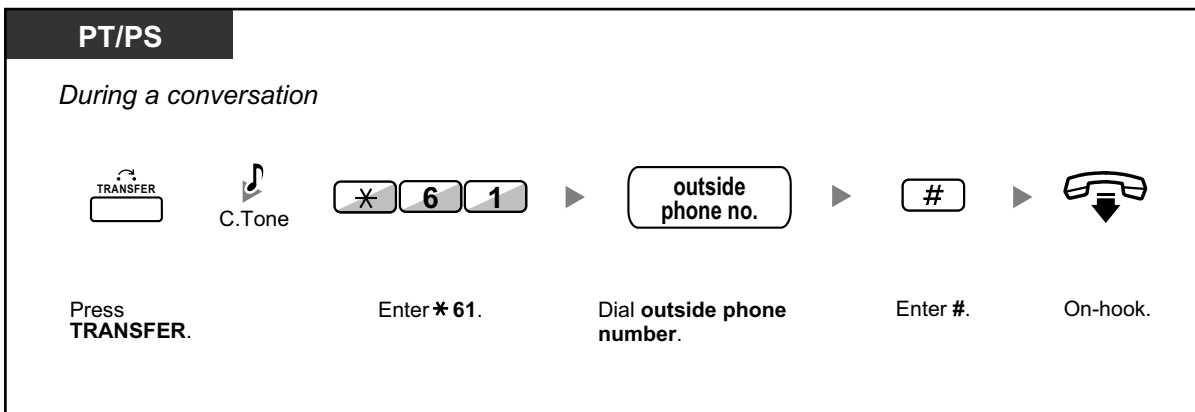 PT/PS
During a conversation
TRANSFER
C.Tone
* 6 1
outside
phone no.
#
Press
TRANSFER.
Enter * 61.
Dial outside phone
number.
Enter #.
On-hook.